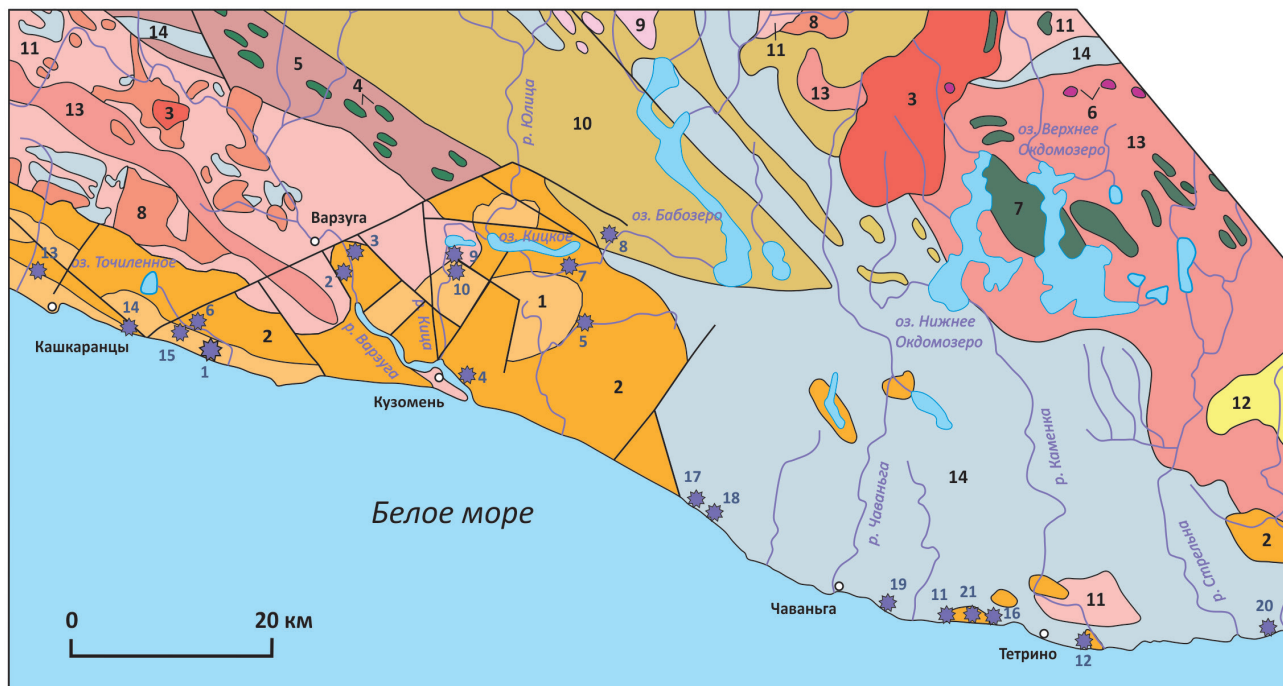 11
14
5
4
9
11
8
3
11
14
13
3
р. Юлица
10
13
6
оз. Верхнее
Окдомозеро
13
8
Варзуга
7
13
оз. Точиленное
3
2
9
10
оз. Кицкое
оз. Бабозеро
8
7
14
6
15
1
2
р. Варзуга
р. Кица
1
5
оз. Нижнее
Окдомозеро
Кашкаранцы
4
Кузомень
2
12
Белое море
17
18
14
р. Чаваньга
р. Каменка
р. Стрельна
2
0
20 км
Чаваньга
19
11
21
16
11
Тетрино
12
20